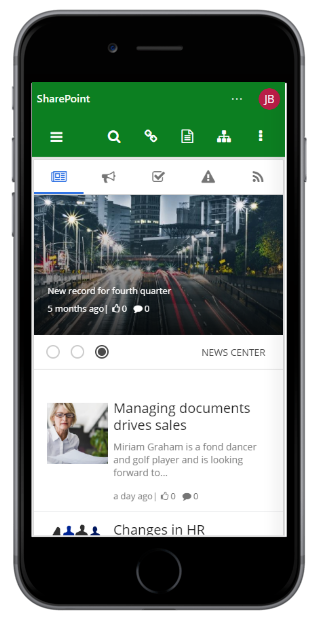 SharePoint
JB
New record for fourth quarter
5 months ago| 0 0
NEWS CENTER
Managing documents
drives sales
Miriam Graham is a fond dancer
and golf player and is looking
forward to...
a day ago| 0 0
Changes in HR